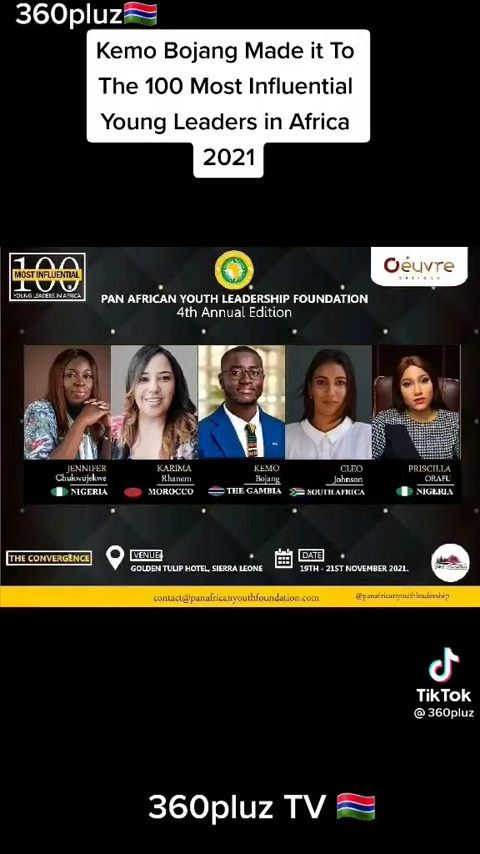 360pluz🇬🇲
Kemo Bojang Made it To
The 100 Most Influential
Young Leaders in Africa
2021
100
MOST INFLUENTIAL
YOUNG LEADERS IN AFRICA
Oéuvre
DESIGNS
PAN AFRICAN YOUTH LEADERSHIP FOUNDATION
4th Annual Edition
JENNIFER
Chukwujekwe
NIGERIA
KARIMA
Rhanem
MOROCCO
KEMO
Bojang
THE GAMBIA
CLEO
Johnson
SOUTH AFRICA
PRISCILLA
ORAFU
NIGERIA
THE CONVERGENCE
VENUE
GOLDEN TULIP HOTEL, SIERRA LEONE
DATE
19TH - 21ST NOVEMBER 2021.
contact@panafricanyouthfoundation.com
@panafricanyouthleadership
TikTok
@ 360pluz
360pluz TV 🇬🇲